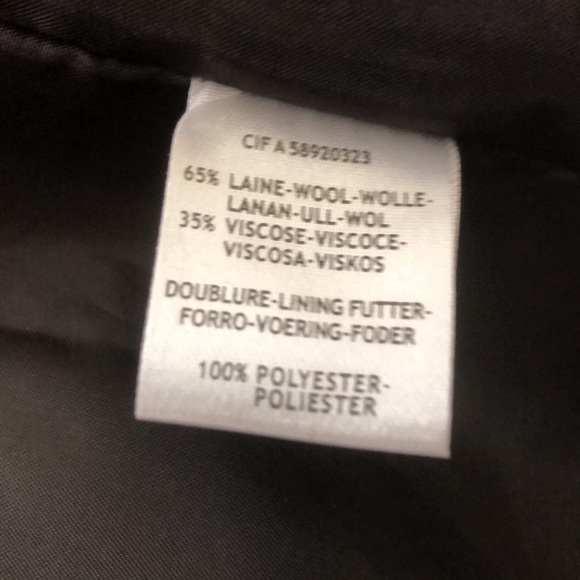 CIF A58920323
65% LAINE-WOOL-WOLLE-
LANAN-ULL-WOL
35% VISCOSE-VISCOCE-
VISCOSA-VISKOS
DOUBLURE-LINING FUTTER-
FORRO-VOERING-FODER
100% POLYESTER-
POLIESTER